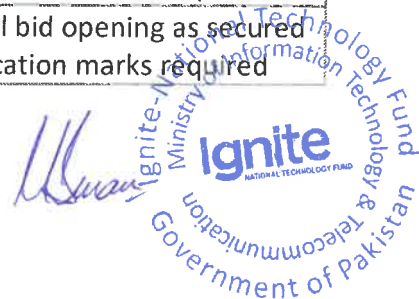 l bid opening as secured
cation marks required
Ignite-National Technology Fund
Ministry of Information Technology & Telecommunication
Government of Pakistan
Ignite
NATIONAL TECHNOLOGY FUND